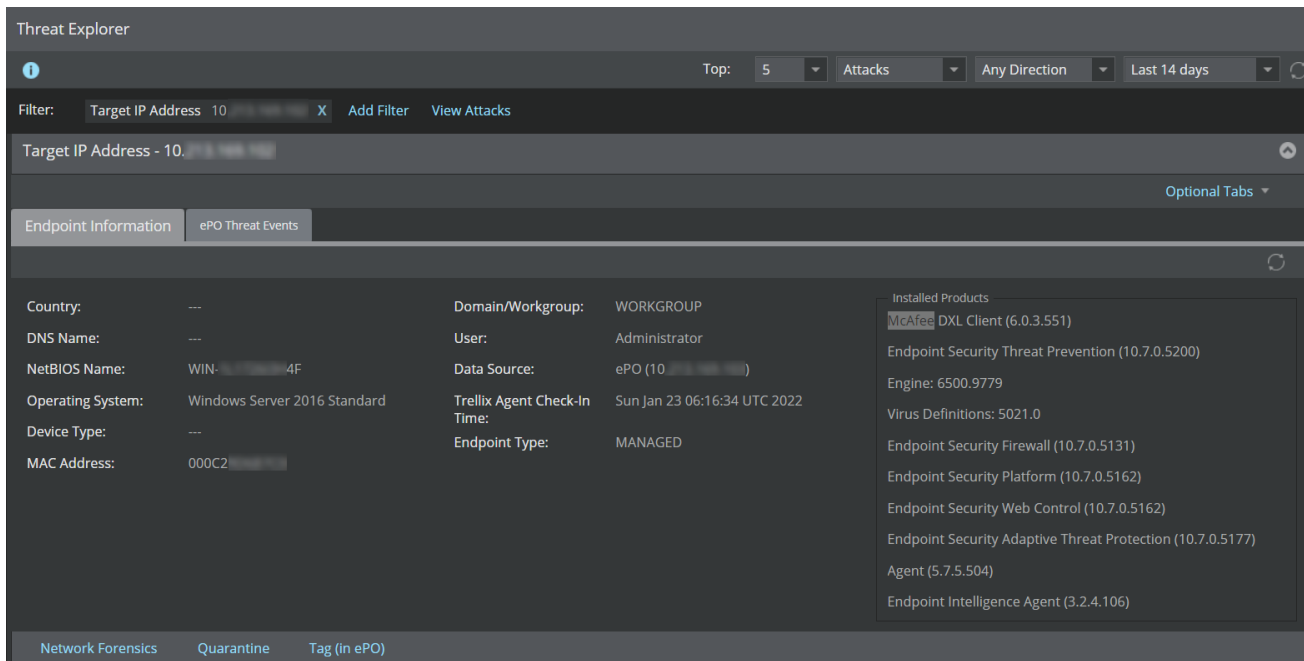 Threat Explorer
Top: 5 Attacks Any Direction Last 14 days
Filter: Target IP Address 10 X Add Filter View Attacks
Target IP Address - 10.
Optional Tabs
Endpoint Information ePO Threat Events
Country: ---
DNS Name: ---
NetBIOS Name: WIN- 4F
Operating System: Windows Server 2016 Standard
Device Type: ---
MAC Address: 000C2
Domain/Workgroup: WORKGROUP
User: Administrator
Data Source: ePO (10 )
Trellix Agent Check-In Sun Jan 23 06:16:34 UTC 2022
Time:
Endpoint Type: MANAGED
Installed Products
McAfee DXL Client (6.0.3.551)
Endpoint Security Threat Prevention (10.7.0.5200)
Engine: 6500.9779
Virus Definitions: 5021.0
Endpoint Security Firewall (10.7.0.5131)
Endpoint Security Platform (10.7.0.5162)
Endpoint Security Web Control (10.7.0.5162)
Endpoint Security Adaptive Threat Protection (10.7.0.5177)
Agent (5.7.5.504)
Endpoint Intelligence Agent (3.2.4.106)
Network Forensics Quarantine Tag (in ePO)